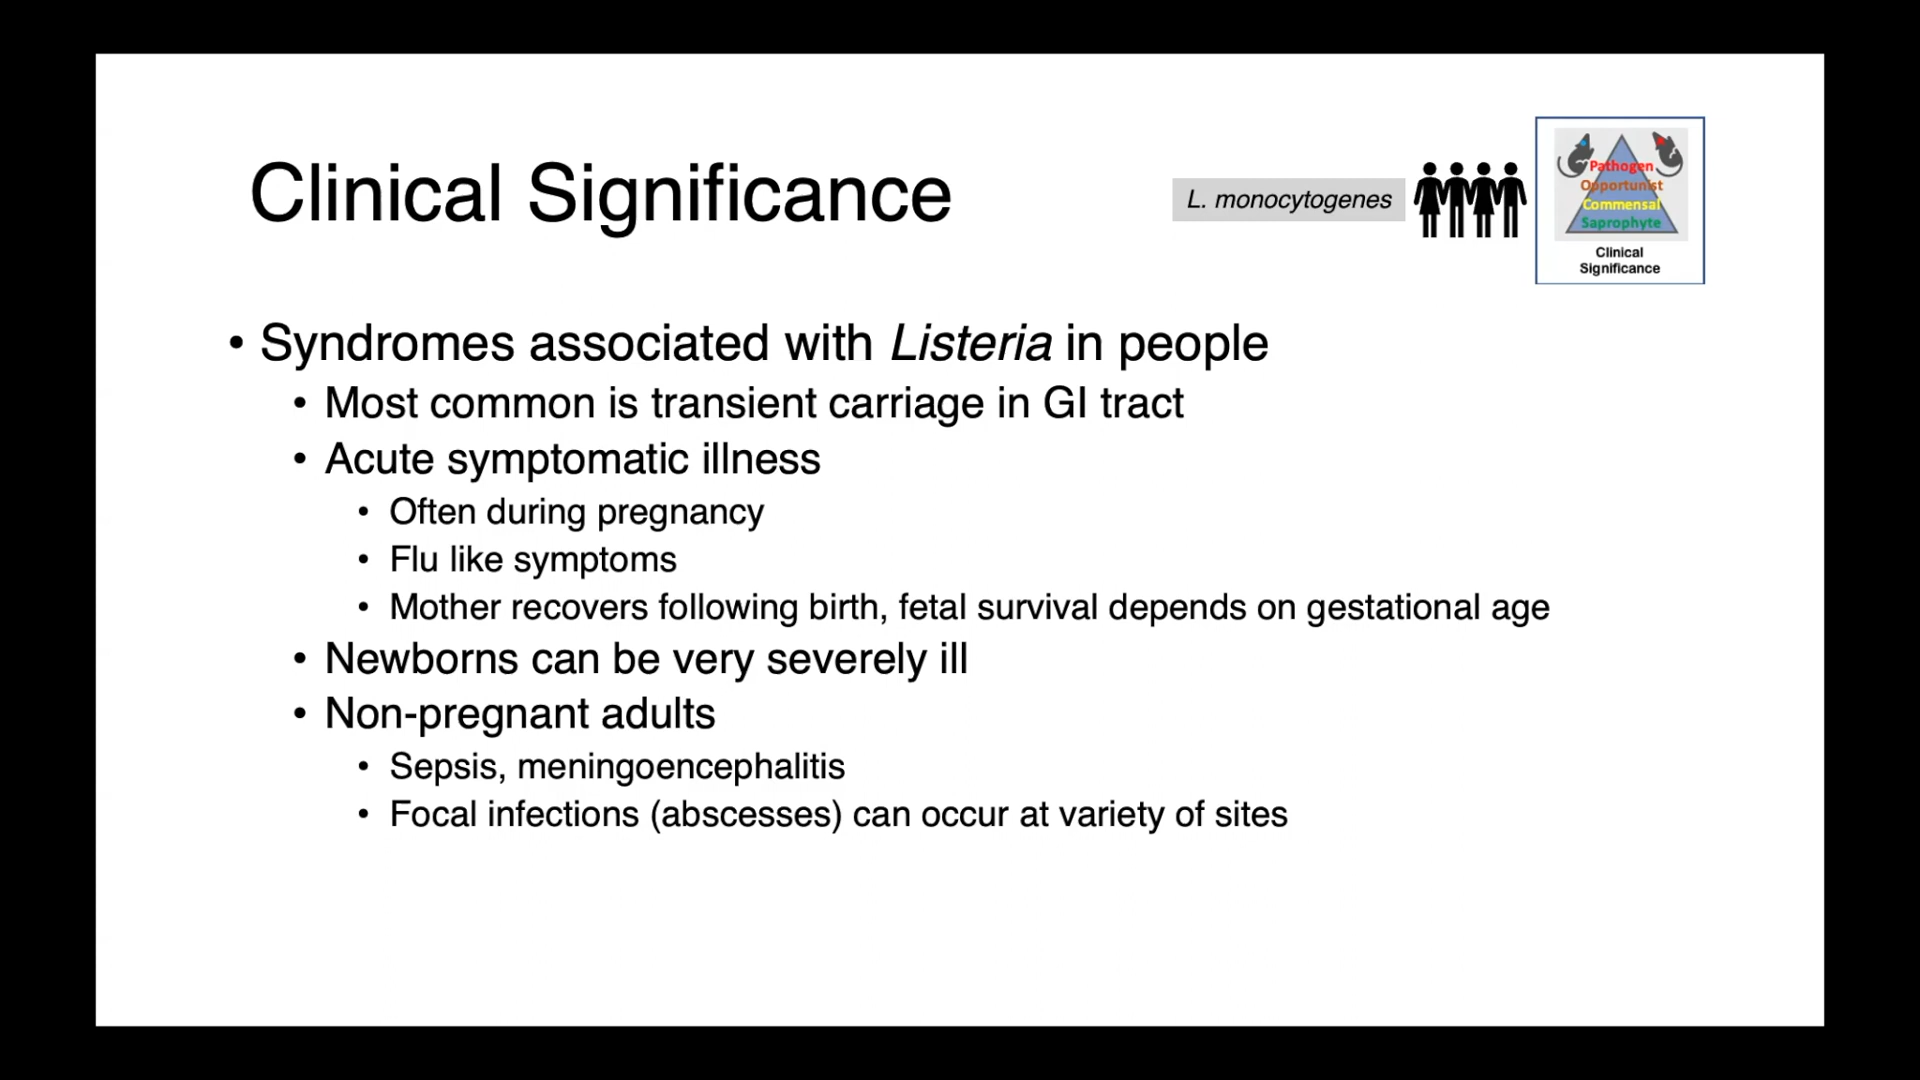 Clinical Significance
L. monocytogenes
Pathogen
Opportunist
Commensal
Saprophyte
Clinical
Significance
• Syndromes associated with Listeria in people
• Most common is transient carriage in GI tract
• Acute symptomatic illness
• Often during pregnancy
• Flu like symptoms
• Mother recovers following birth, fetal survival depends on gestational age
• Newborns can be very severely ill
• Non-pregnant adults
• Sepsis, meningoencephalitis
• Focal infections (abscesses) can occur at variety of sites